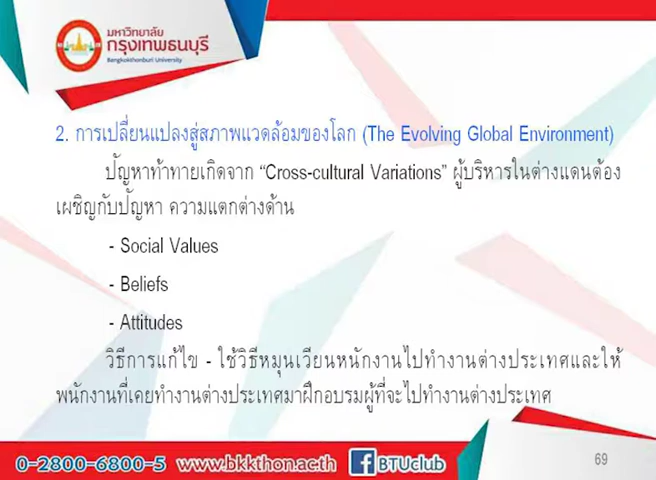 มหาวิทยาลัย
กรุงเทพธนบุรี
Bangkokthonburi University
2. การเปลี่ยนแปลงสู่สภาพแวดล้อมของโลก (The Evolving Global Environment)
ปัญหาท้าทายเกิดจาก “Cross-cultural Variations” ผู้บริหารในต่างแดนต้อง
เผชิญกับปัญหา ความแตกต่างด้าน
- Social Values
- Beliefs
- Attitudes
วิธีการแก้ไข - ใช้วิธีหมุนเวียนหนักงานไปทำงานต่างประเทศและให้
พนักงานที่เคยทำงานต่างประเทศมาฝึกอบรมผู้ที่จะไปทำงานต่างประเทศ
0-2800-6800-5 www.bkkthon.ac.th f BTUclub
69